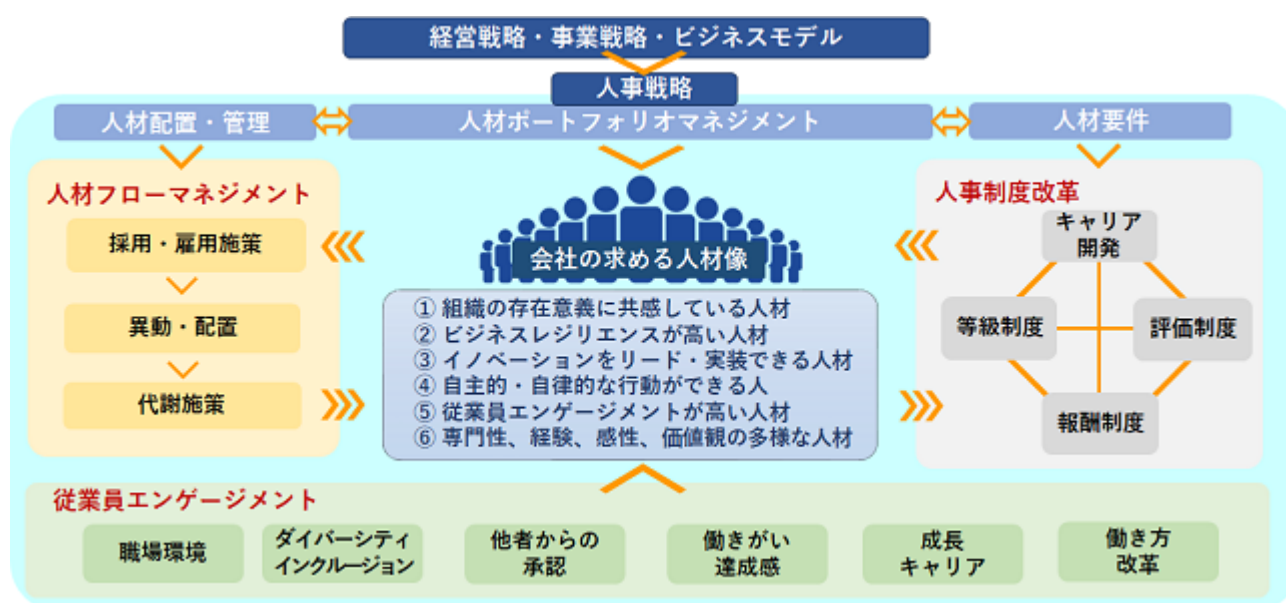 経営戦略・事業戦略・ビジネスモデル
人事戦略
人材配置・管理
人材ポートフォリオマネジメント
人材要件
人材フローマネジメント
採用・雇用施策
異動・配置
代謝施策
会社の求める人材像
① 組織の存在意義に共感している人材
② ビジネスレジリエンスが高い人材
③ イノベーションをリード・実装できる人材
④ 自主的・自律的な行動ができる人
⑤ 従業員エンゲージメントが高い人材
⑥ 専門性、経験、感性、価値観の多様な人材
人事制度改革
キャリア
開発
等級制度
評価制度
報酬制度
従業員エンゲージメント
職場環境
ダイバーシティ
インクルージョン
他者からの
承認
働きがい
達成感
成長
キャリア
働き方
改革